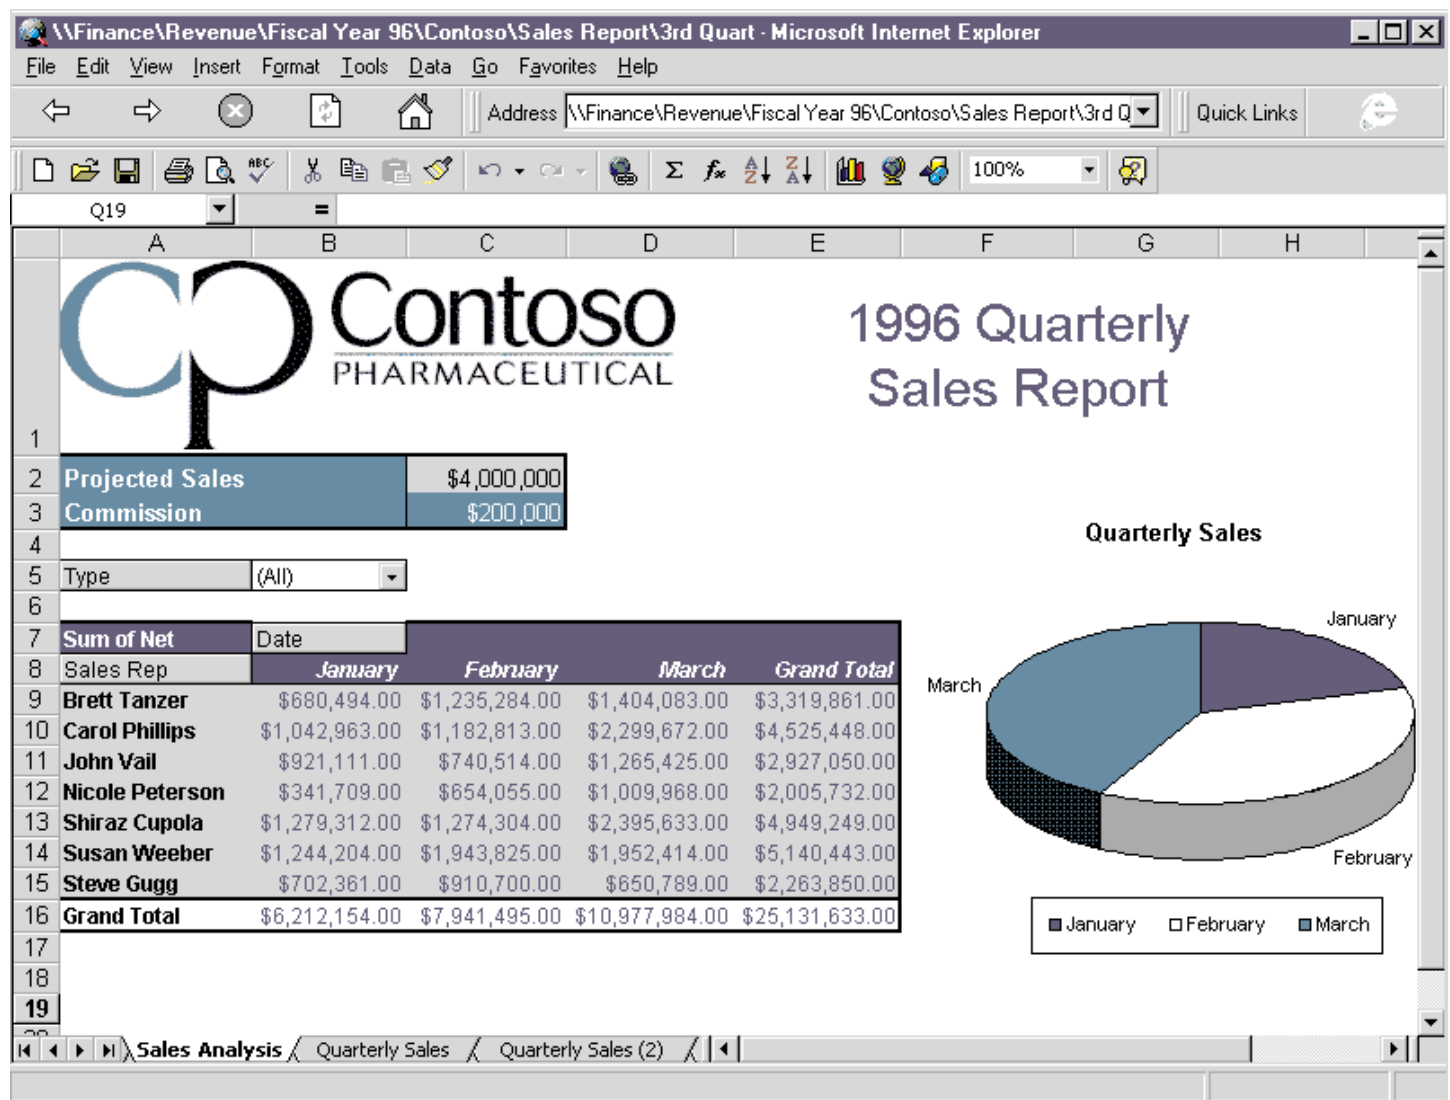 \\Finance\Revenue\Fiscal Year 96\Contoso\Sales Report\3rd Quart - Microsoft Internet Explorer
File Edit View Insert Format Tools Data Go Favorites Help
Address \\Finance\Revenue\Fiscal Year 96\Contoso\Sales Report\3rd Q Quick Links
ABC Σ fx A Z Z A 100%
Q19 =
A B C D E F G H
cp Contoso
PHARMACEUTICAL
1996 Quarterly
Sales Report
1
2 Projected Sales $4,000,000
3 Commission $200,000
Quarterly Sales
4
5 Type (All)
6
7 Sum of Net Date
8 Sales Rep January February March Grand Total
9 Brett Tanzer $680,494.00 $1,235,284.00 $1,404,083.00 $3,319,861.00
10 Carol Phillips $1,042,963.00 $1,182,813.00 $2,299,672.00 $4,525,448.00
11 John Vail $921,111.00 $740,514.00 $1,265,425.00 $2,927,050.00
12 Nicole Peterson $341,709.00 $654,055.00 $1,009,968.00 $2,005,732.00
13 Shiraz Cupola $1,279,312.00 $1,274,304.00 $2,395,633.00 $4,949,249.00
14 Susan Weeber $1,244,204.00 $1,943,825.00 $1,952,414.00 $5,140,443.00
15 Steve Gugg $702,361.00 $910,700.00 $650,789.00 $2,263,850.00
16 Grand Total $6,212,154.00 $7,941,495.00 $10,977,984.00 $25,131,633.00
January
March
February
January February March
17
18
19
Sales Analysis Quarterly Sales Quarterly Sales (2)